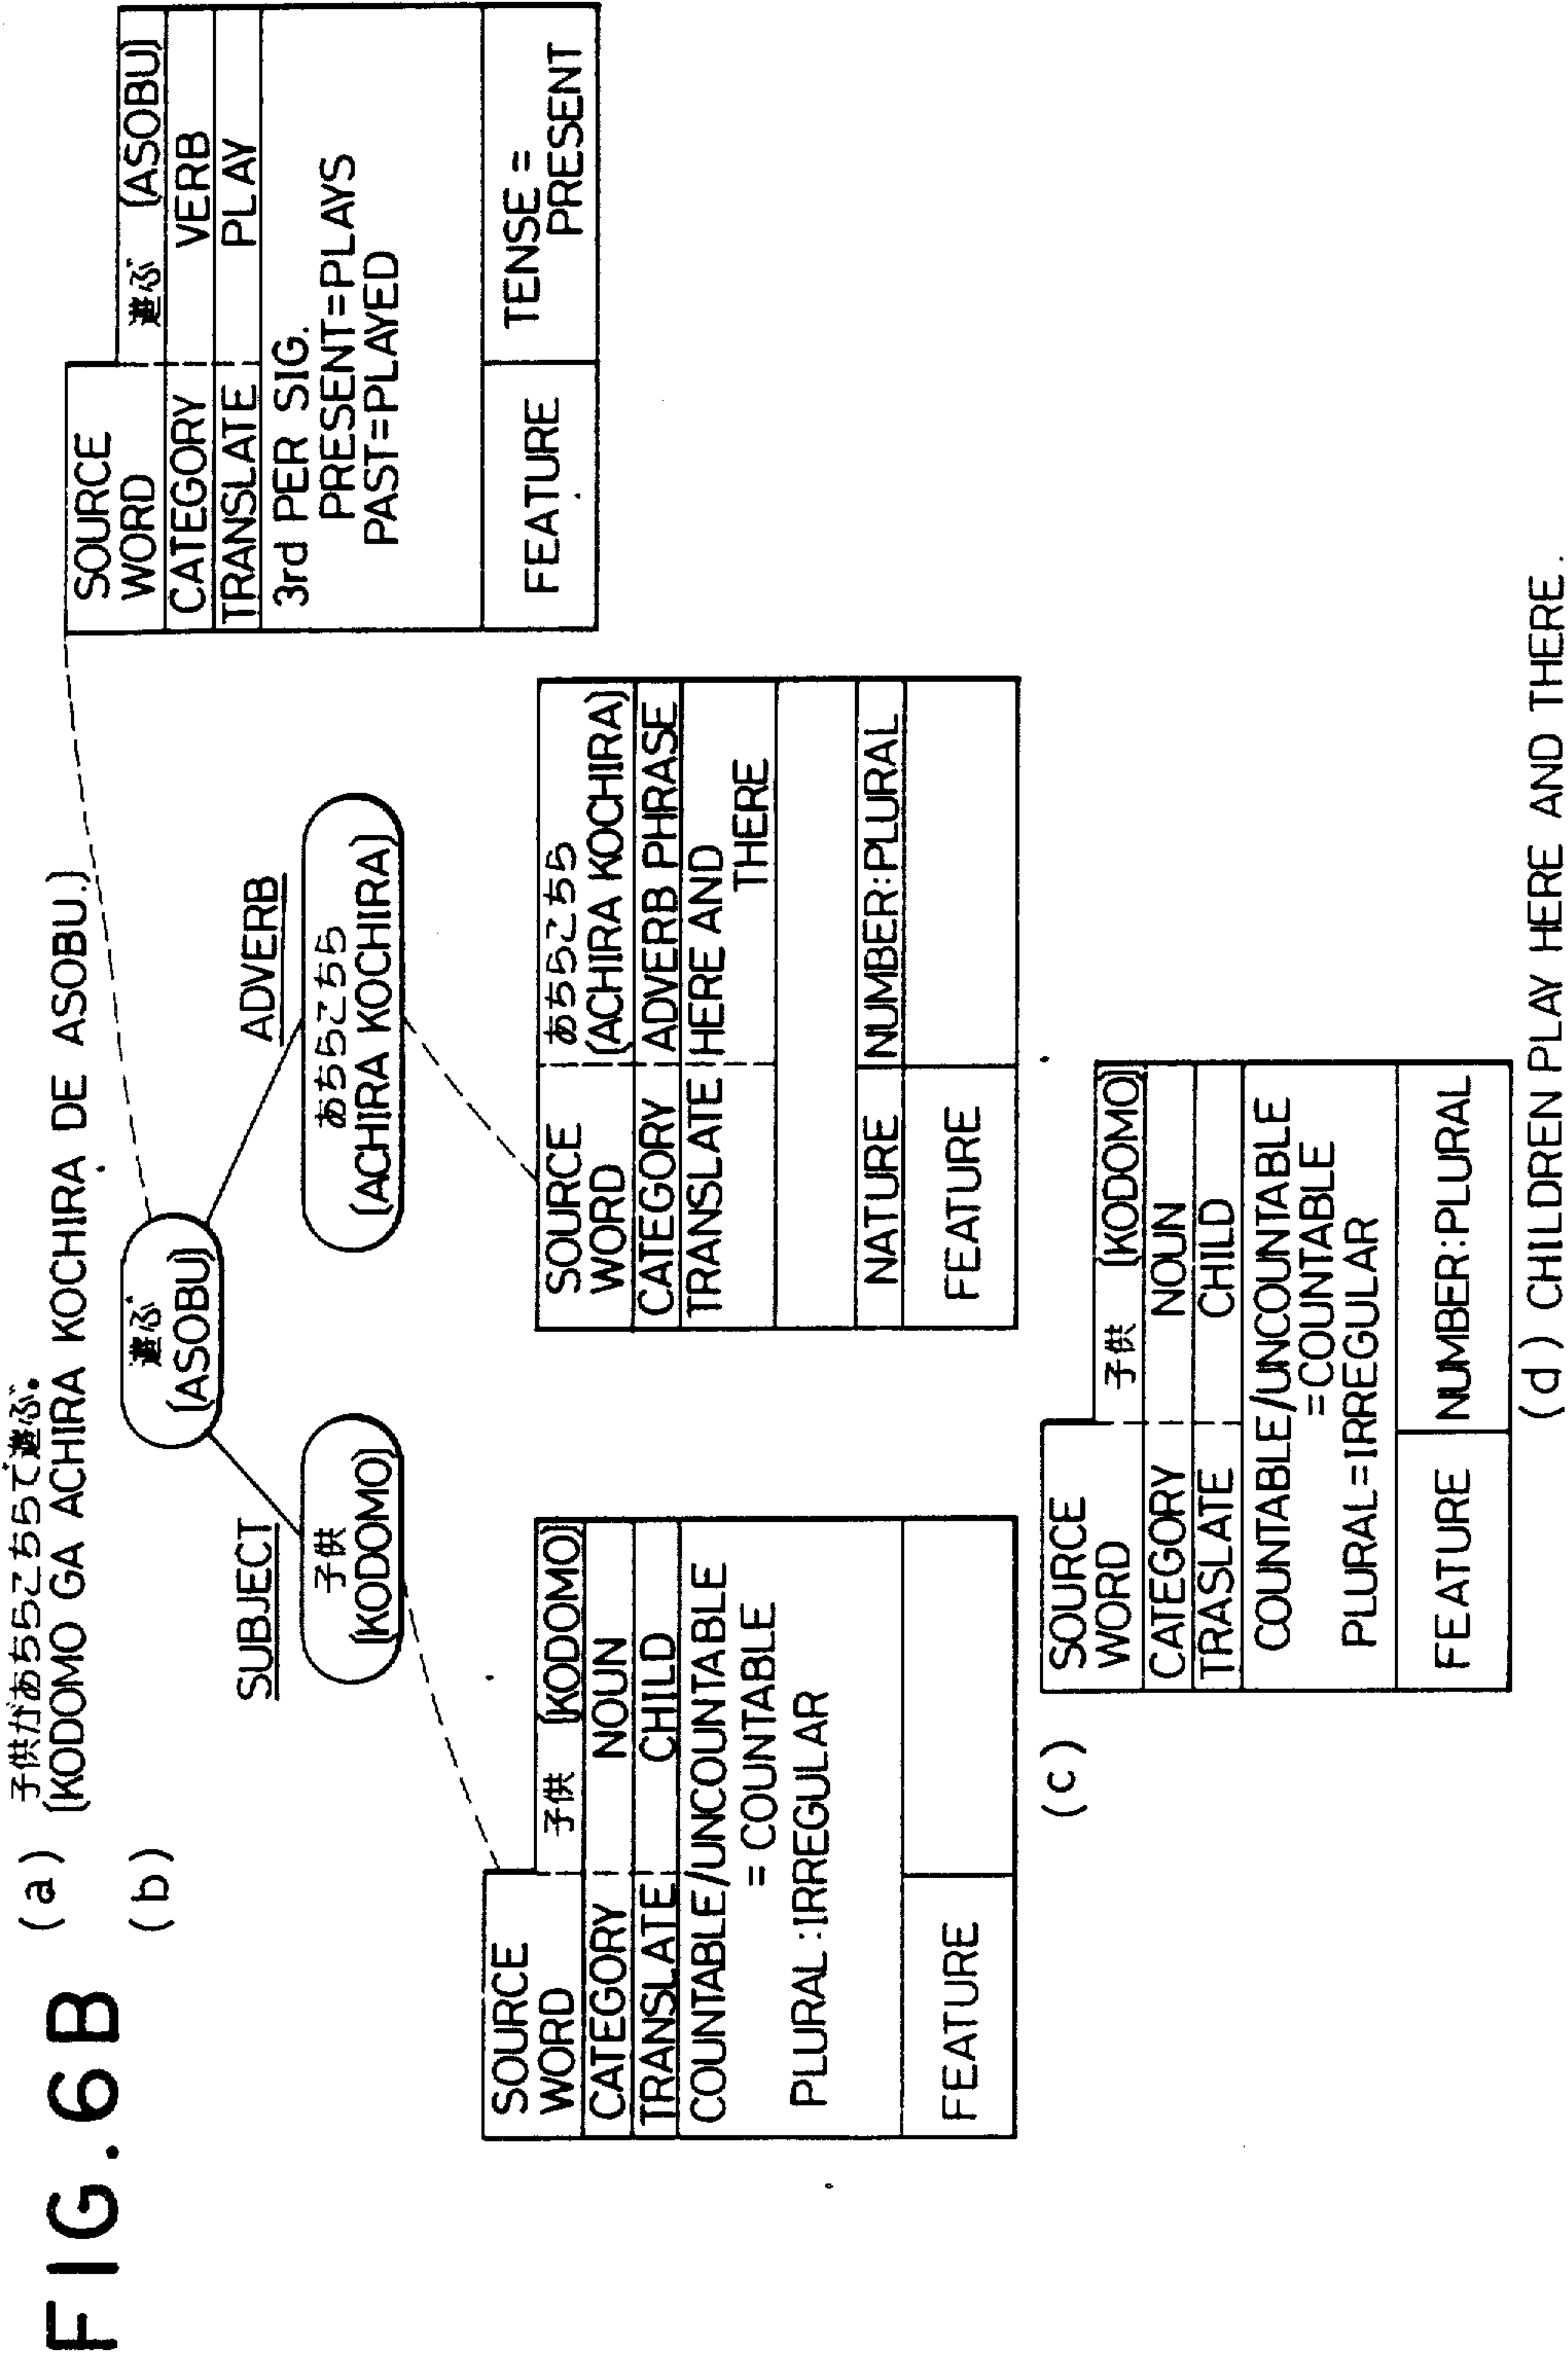 FIG.6B
(a) 子供があちらこちらで遊ぶ。
(KODOMO GA ACHIRA KOCHIRA DE ASOBU.)
(b)
遊ぶ
(ASOBU)
SUBJECT
ADVERB
子供
(KODOMO)
あちらこちら
(ACHIRA KOCHIRA)
SOURCE
WORD
子供 (KODOMO)
CATEGORY NOUN
TRANSLATE CHILD
COUNTABLE/UNCOUNTABLE
= COUNTABLE
PLURAL:IRREGULAR
FEATURE
SOURCE
WORD
あちらこちら
(ACHIRA KOCHIRA)
CATEGORY ADVERB PHRASE
TRANSLATE HERE AND
THERE
NATURE NUMBER:PLURAL
FEATURE
SOURCE
WORD
遊ぶ (ASOBU)
CATEGORY VERB
TRANSLATE PLAY
3rd PER SIG.
PRESENT=PLAYS
PAST=PLAYED
FEATURE TENSE =
PRESENT
(c)
SOURCE
WORD
子供 (KODOMO)
CATEGORY NOUN
TRASLATE CHILD
COUNTABLE/UNCOUNTABLE
=COUNTABLE
PLURAL=IRREGULAR
FEATURE NUMBER:PLURAL
(d) CHILDREN PLAY HERE AND THERE.